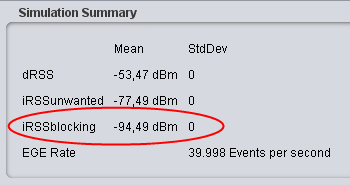 Simulation Summary
Mean StdDev
dRSS -53,47 dBm 0
iRSSunwanted -77,49 dBm 0
iRSSblocking -94,49 dBm 0
EGE Rate 39.998 Events per second